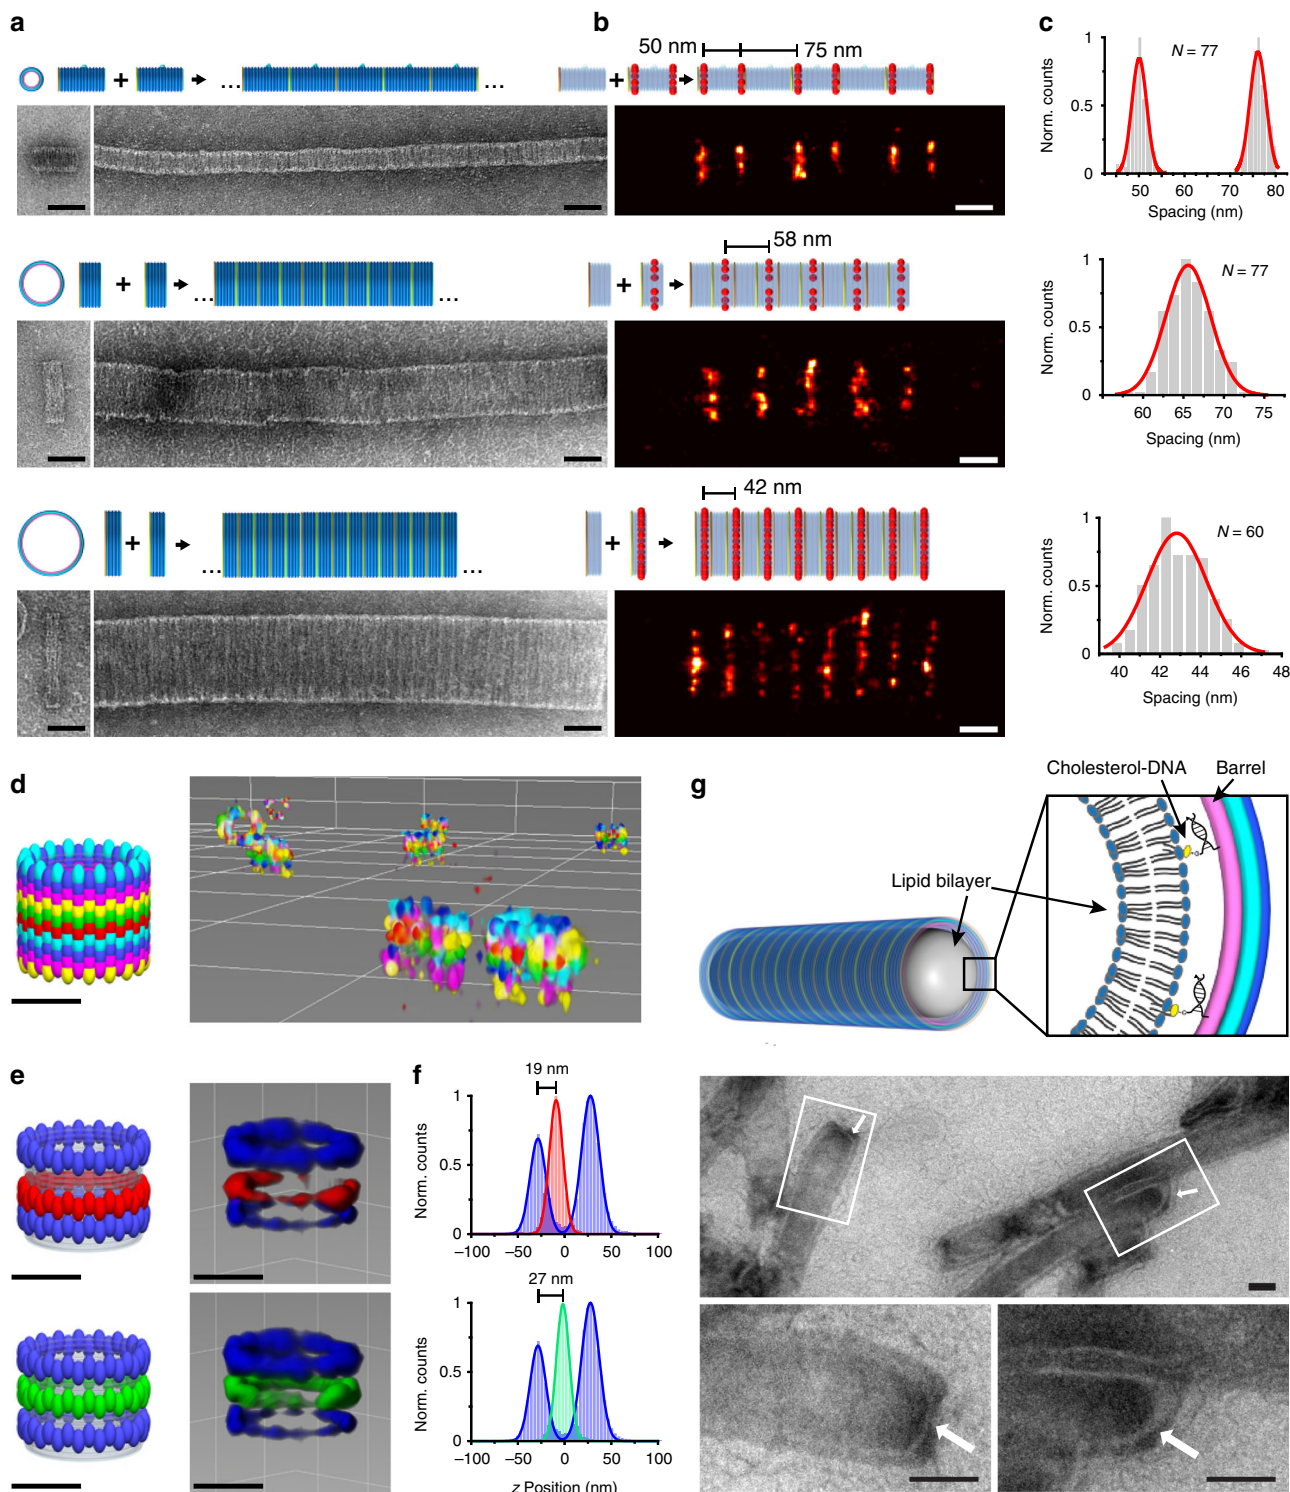 a
+
...
...
b
50 nm
75 nm
+
c
N = 77
Norm. counts
1
0.5
0
50
60
70
80
Spacing (nm)
+
...
...
58 nm
+
N = 77
Norm. counts
1
0.5
0
60
65
70
75
Spacing (nm)
+
...
...
42 nm
+
N = 60
Norm. counts
1
0.5
0
40
42
44
46
48
Spacing (nm)
d
g
Cholesterol-DNA
Barrel
Lipid bilayer
e
f
19 nm
Norm. counts
1
0.5
0
–100
–50
0
50
100
27 nm
Norm. counts
1
0.5
0
–100
–50
0
50
100
z Position (nm)